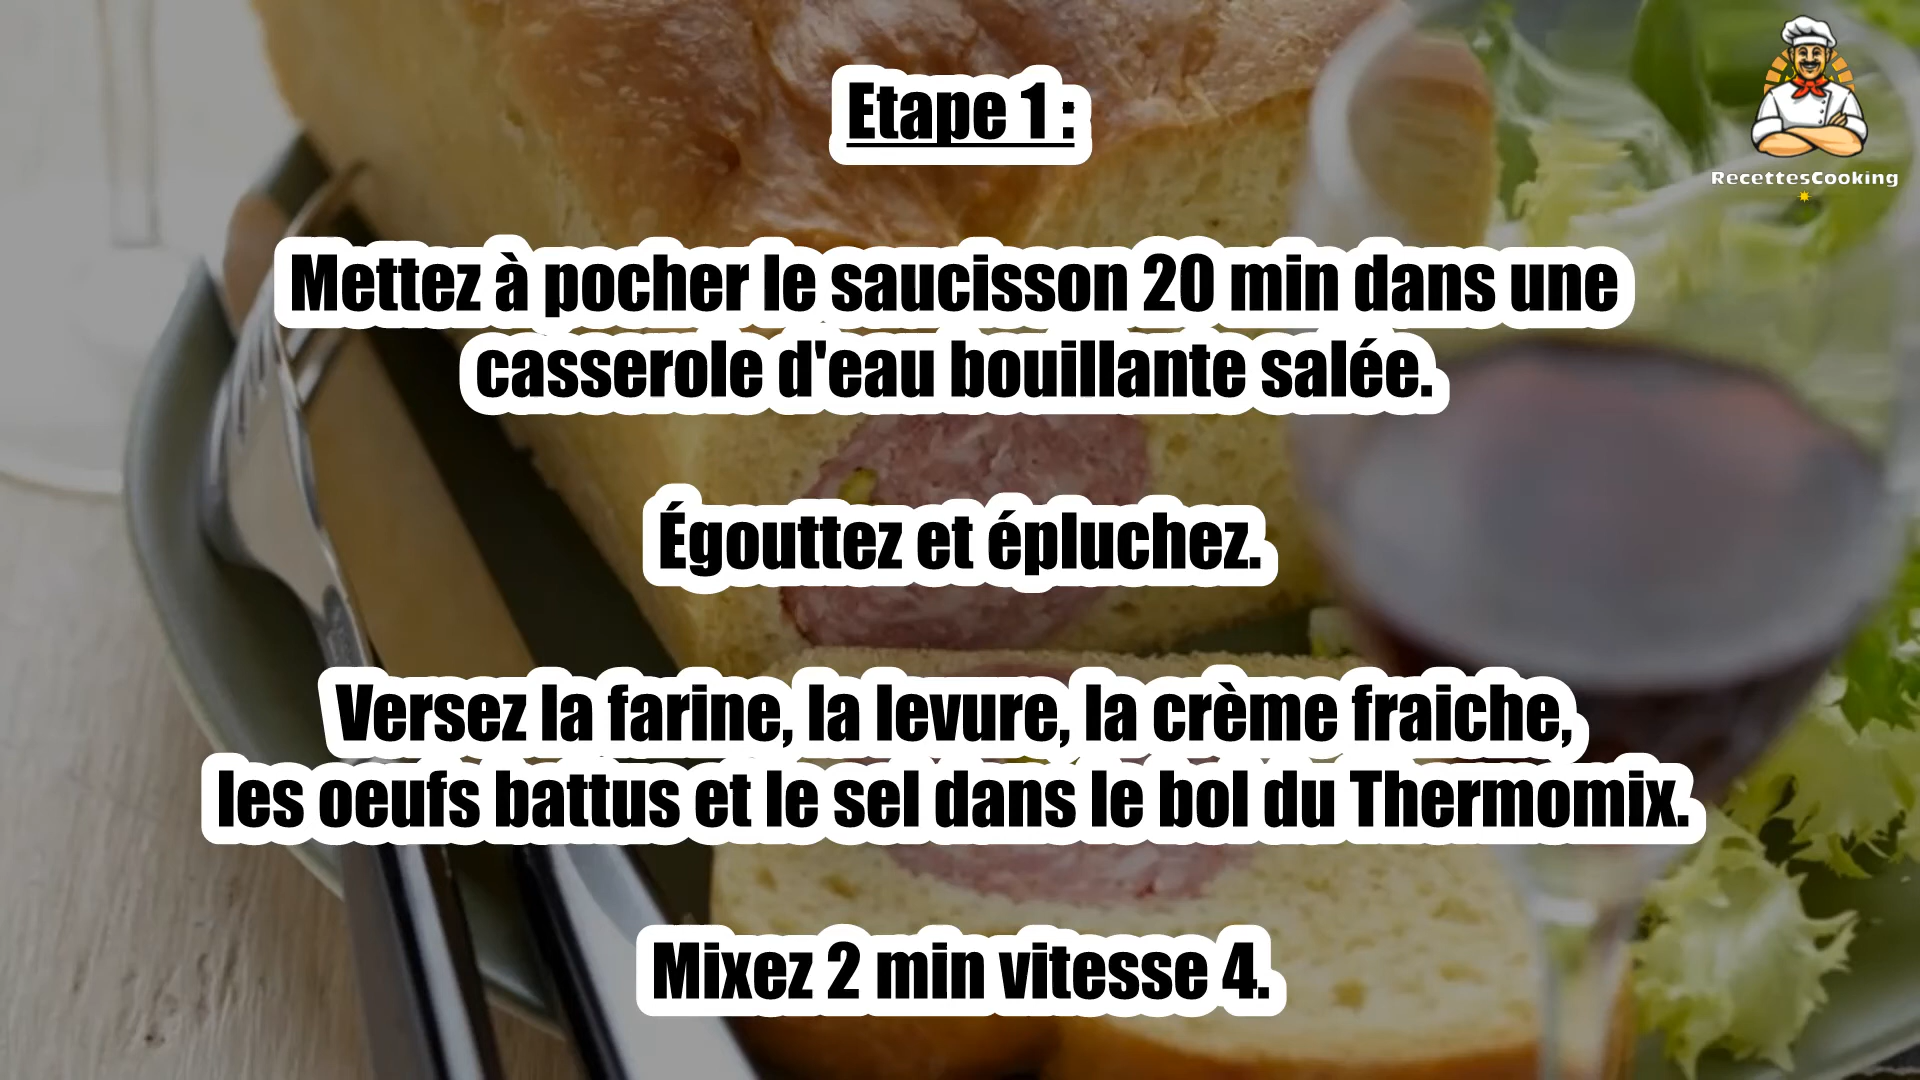 Etape 1 :
RecettesCooking
Mettez à pocher le saucisson 20 min dans une
casserole d'eau bouillante salée.
Égouttez et épluchez.
Versez la farine, la levure, la crème fraiche,
les oeufs battus et le sel dans le bol du Thermomix.
Mixez 2 min vitesse 4.